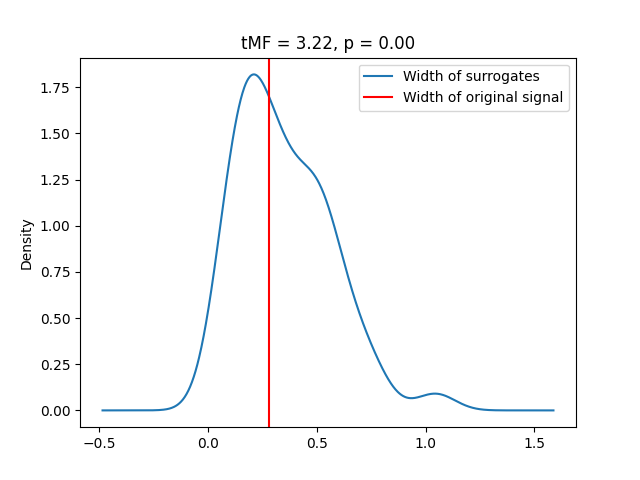 tMF = 3.22, p = 0.00
Width of surrogates
Width of original signal
Density
1.75
1.50
1.25
1.00
0.75
0.50
0.25
0.00
−0.5 0.0 0.5 1.0 1.5